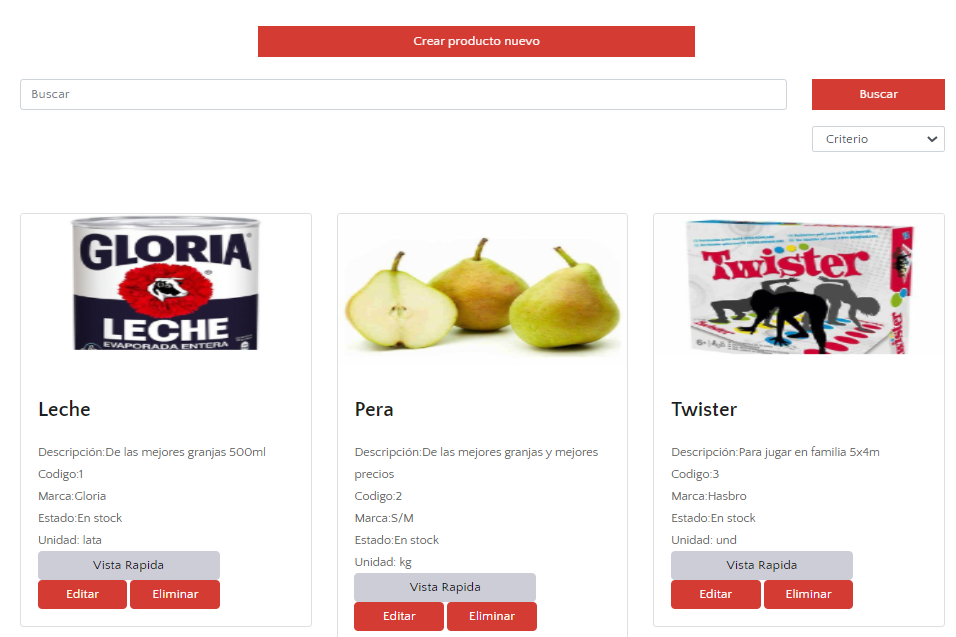 Crear producto nuevo
Buscar
Buscar
Criterio
GLORIA
LECHE
EVAPORADA ENTERA
Twister
Twister
Twister
6+
Leche
Descripción:De las mejores granjas 500ml
Codigo:1
Marca:Gloria
Estado:En stock
Unidad: lata
Vista Rapida
Editar
Eliminar
Pera
Descripción:De las mejores granjas y mejores
precios
Codigo:2
Marca:S/M
Estado:En stock
Unidad: kg
Vista Rapida
Editar
Eliminar
Twister
Descripción:Para jugar en familia 5x4m
Codigo:3
Marca:Hasbro
Estado:En stock
Unidad: und
Vista Rapida
Editar
Eliminar